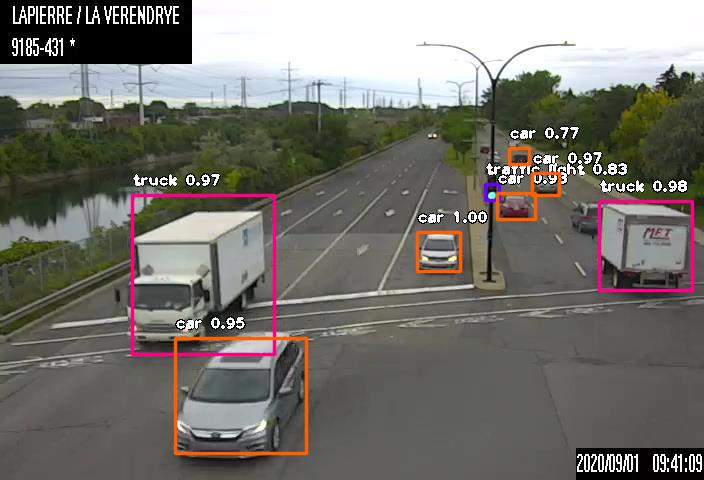 LAPIERRE / LA VERENDRYE
9185-431 *
car 0.77
car 0.97
traffic light 0.83
car 0.98
truck 0.97
truck 0.98
car 1.00
MET
car 0.95
2020/09/01 09:41:09